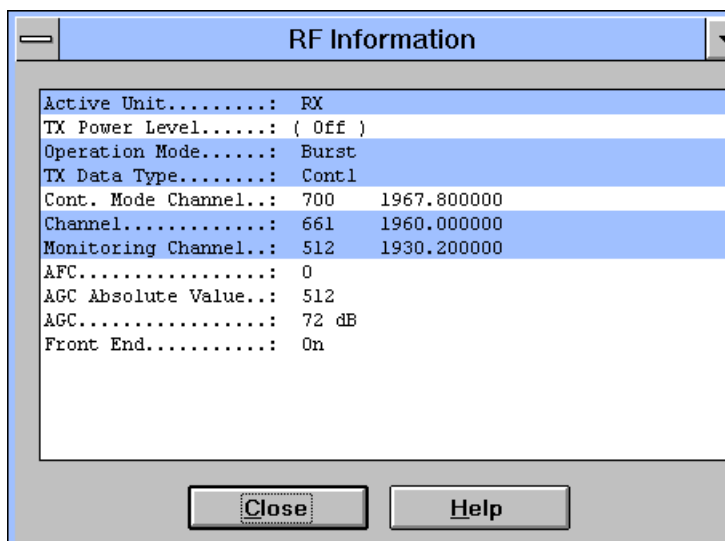 RF Information
Active Unit.........: RX
TX Power Level......: ( Off )
Operation Mode......: Burst
TX Data Type........: Cont1
Cont. Mode Channel..: 700 1967.800000
Channel.............: 661 1960.000000
Monitoring Channel..: 512 1930.200000
AFC.................: 0
AGC Absolute Value..: 512
AGC.................: 72 dB
Front End...........: On
Close Help